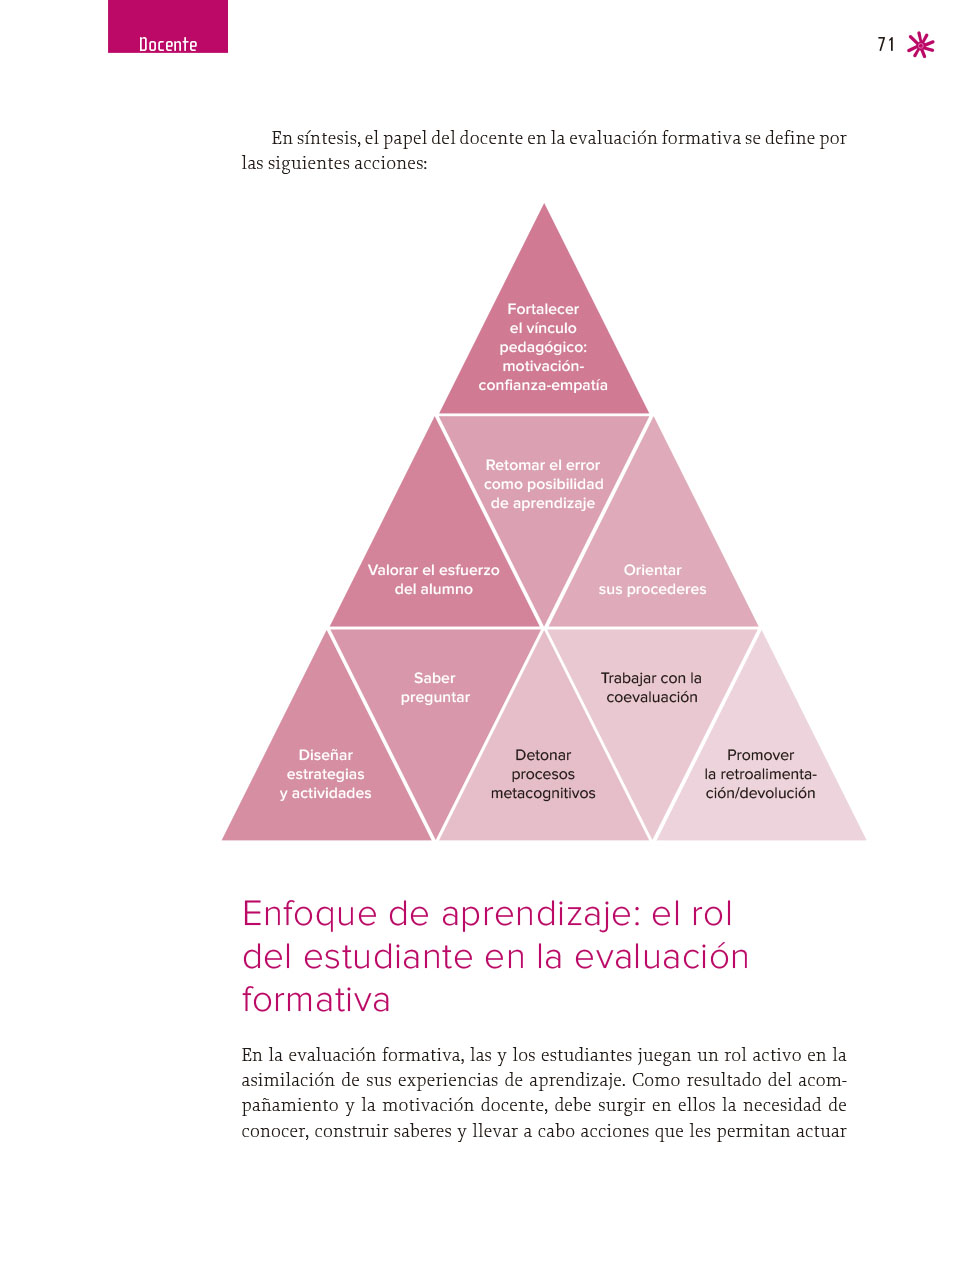 Docente
71
En síntesis, el papel del docente en la evaluación formativa se define por
las siguientes acciones:
Fortalecer
el vínculo
pedagógico:
motivación-
confianza-empatía
Retomar el error
como posibilidad
de aprendizaje
Valorar el esfuerzo
del alumno
Orientar
sus procederes
Saber
preguntar
Trabajar con la
coevaluación
Diseñar
estrategias
y actividades
Detonar
procesos
metacognitivos
Promover
la retroalimenta-
ción/devolución
Enfoque de aprendizaje: el rol
del estudiante en la evaluación
formativa
En la evaluación formativa, las y los estudiantes juegan un rol activo en la
asimilación de sus experiencias de aprendizaje. Como resultado del acom-
pañamiento y la motivación docente, debe surgir en ellos la necesidad de
conocer, construir saberes y llevar a cabo acciones que les permitan actuar